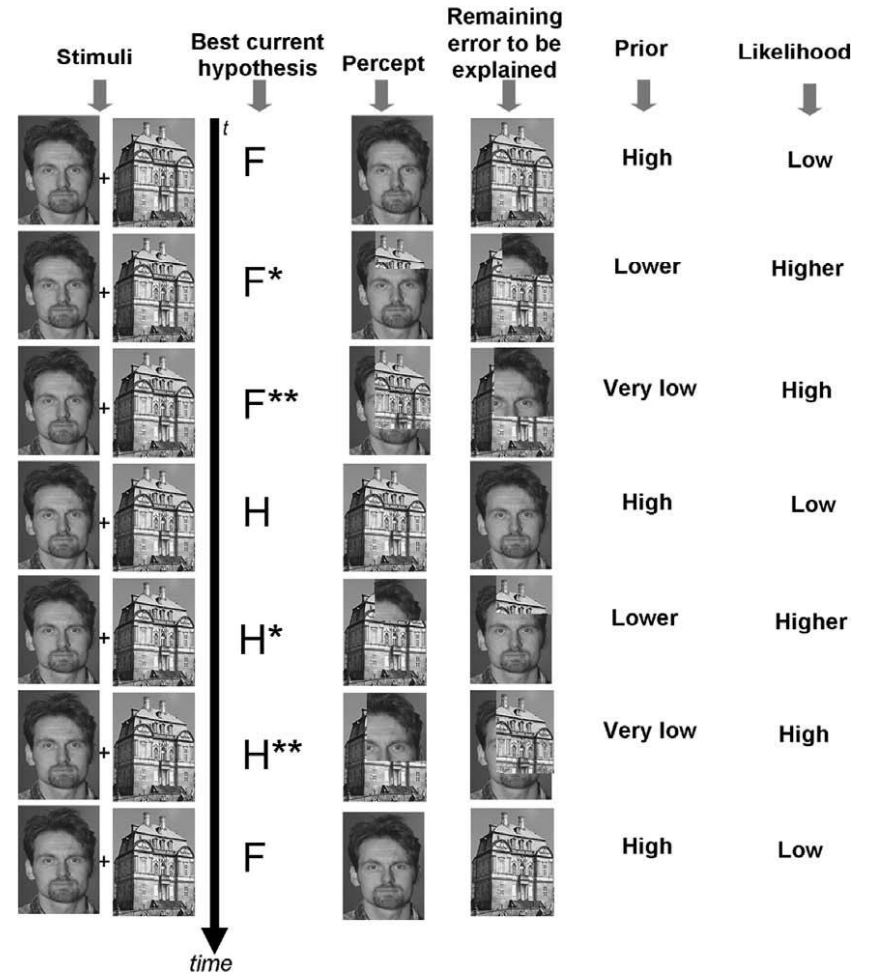 Stimuli
Best current
hypothesis
Percept
Remaining
error to be
explained
Prior
Likelihood
t
+
F
High
Low
+
F*
Lower
Higher
+
F**
Very low
High
+
H
High
Low
+
H*
Lower
Higher
+
H**
Very low
High
+
F
High
Low
time